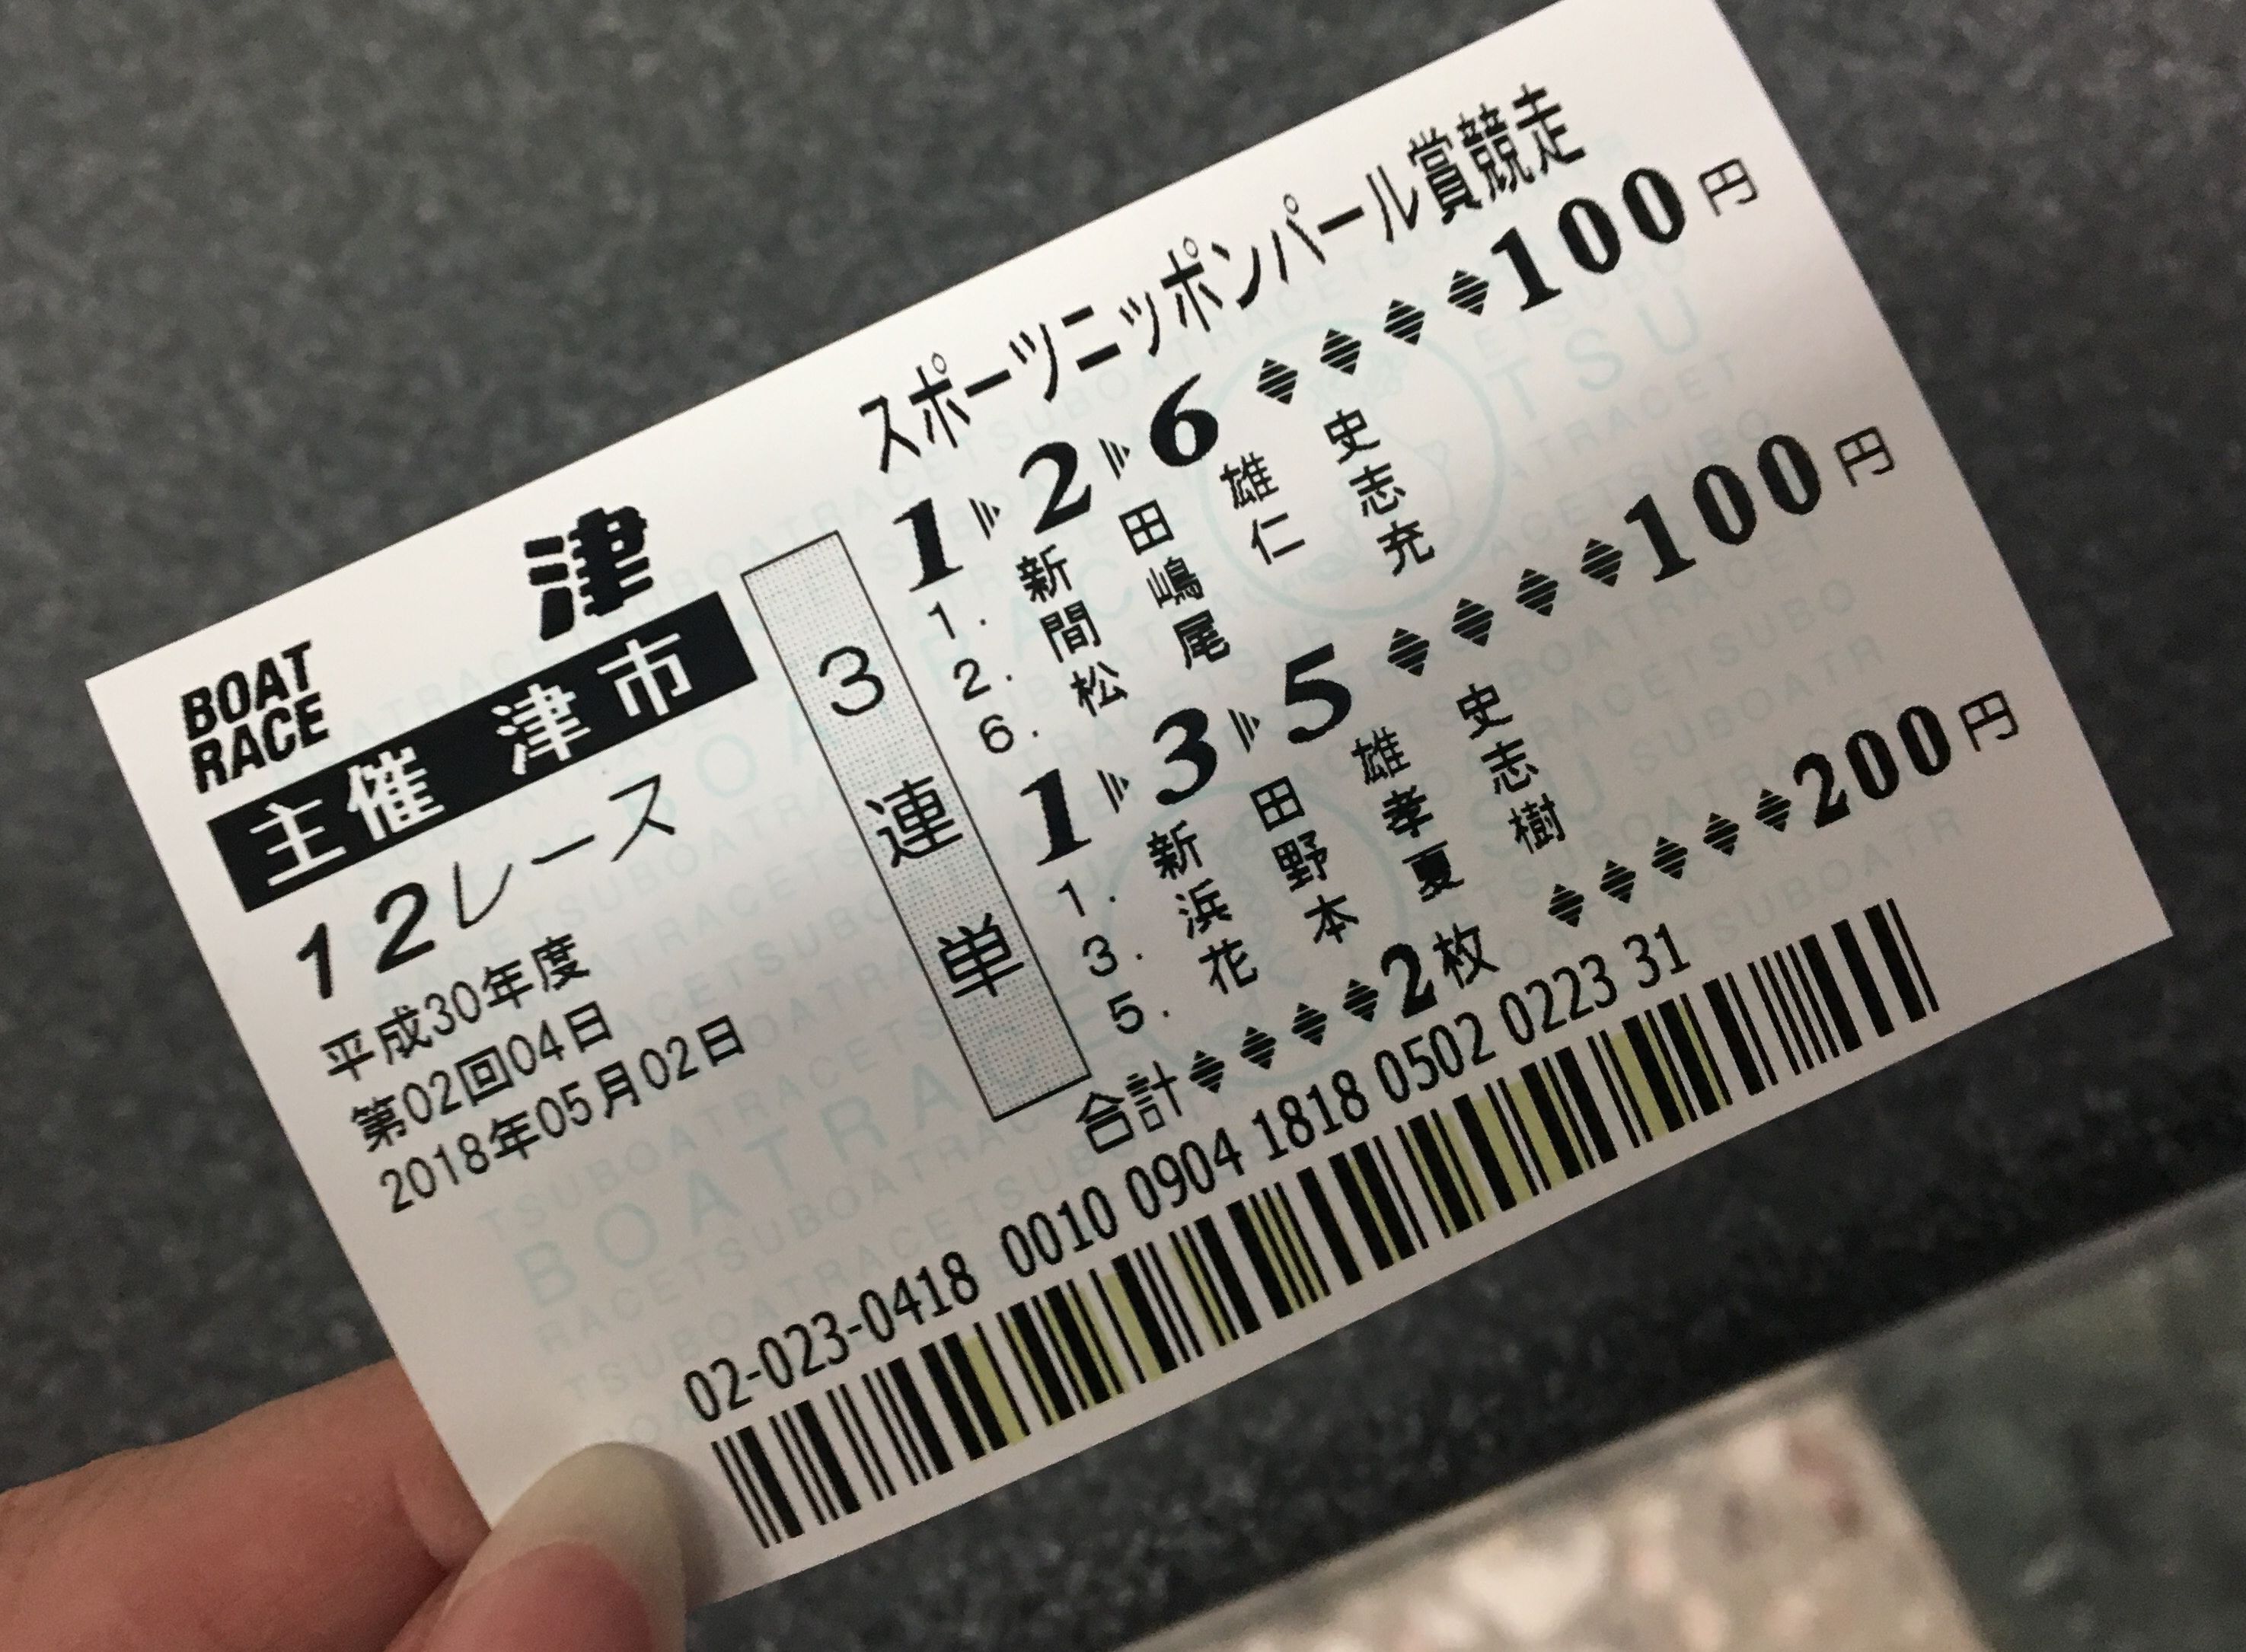 BOAT
RACE
津
主催 津市
12レース
平成30年度
第02回04日
2018年05月02日
3連単
スポーツニッポンパール賞競走
1 2 6 ◆◆◆◆100円
1. 新田雄史
2. 間嶋仁志
6. 松尾 充
1 3 5 ◆◆◆◆100円
1. 新田雄史
3. 浜野孝志
5. 花本夏樹
合計◆◆◆◆2枚 ◆◆◆◆◆200円
02-023-0418 0010 0904 1818 0502 0223 31
TSU
BOATRACE
TSUBOATRACETSUBOATRACE